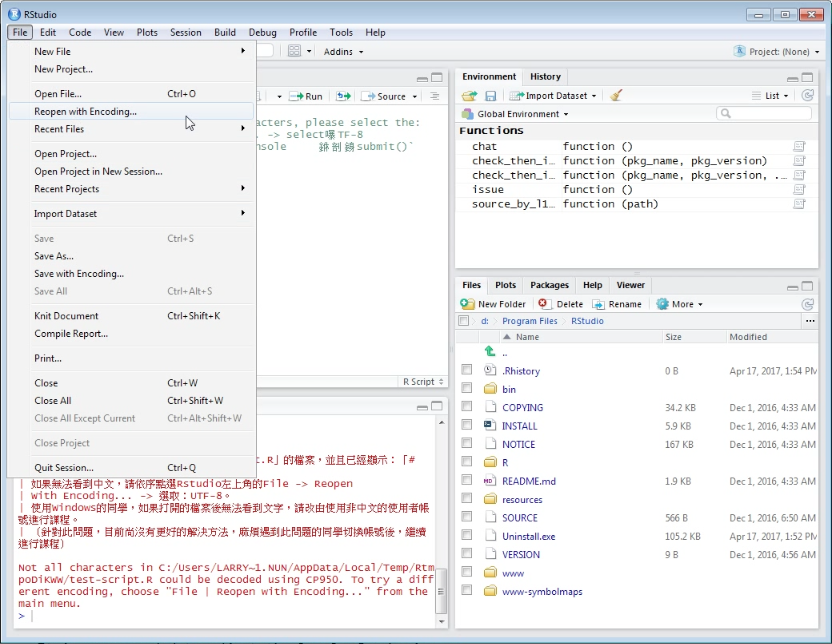 RStudio
File Edit Code View Plots Session Build Debug Profile Tools Help
New File
New Project...
Open File... Ctrl+O
Reopen with Encoding...
Recent Files
Open Project...
Open Project in New Session...
Recent Projects
Import Dataset
Save Ctrl+S
Save As...
Save with Encoding...
Save All Ctrl+Alt+S
Knit Document Ctrl+Shift+K
Compile Report...
Print...
Close Ctrl+W
Close All Ctrl+Shift+W
Close All Except Current Ctrl+Alt+Shift+W
Close Project
Quit Session... Ctrl+Q
Addins
Project: (None)
Run Source
acters, please select the:
. -> select曝TF-8
nsole submit()`
R Script
t.R」的檔案，並且已經顯示：「#
| 如果無法看到中文，請依序點選Rstudio左上角的File -> Reopen
| With Encoding... -> 選取：UTF-8。
| 使用Windows的同學，如果打開的檔案後無法看到文字，請改由使用非中文的使用者帳
號進行課程。
| （針對此問題，目前尚沒有更好的解決方法，麻煩遇到此問題的同學切換帳號後，繼續
進行課程）
Not all characters in C:/Users/LARRY~1.NUN/AppData/Local/Temp/Rtm
poDiKWW/test-script.R could be decoded using CP950. To try a diff
erent encoding, choose "File | Reopen with Encoding..." from the
main menu.
>
Environment History
Import Dataset List
Global Environment
Functions
chat function ()
check_then_i… function (pkg_name, pkg_version)
check_then_i… function (pkg_name, pkg_version, ...
issue function ()
source_by_l1… function (path)
Files Plots Packages Help Viewer
New Folder Delete Rename More
d: Program Files RStudio ...
Name Size Modified
..
.Rhistory 0 B Apr 17, 2017, 1:54 PM
bin
COPYING 34.2 KB Dec 1, 2016, 4:33 AM
INSTALL 5.9 KB Dec 1, 2016, 4:33 AM
NOTICE 167 KB Dec 1, 2016, 4:33 AM
R
README.md 1.9 KB Dec 1, 2016, 4:33 AM
resources
SOURCE 566 B Dec 1, 2016, 6:50 AM
Uninstall.exe 105.2 KB Apr 17, 2017, 1:52 PM
VERSION 9 B Dec 1, 2016, 4:56 AM
www
www-symbolmaps